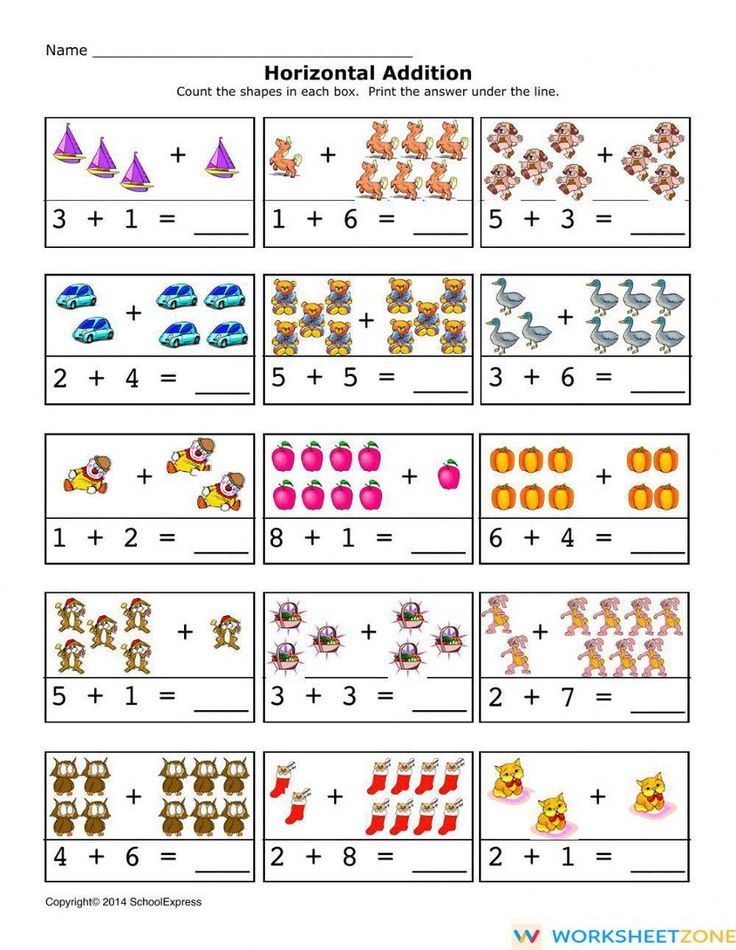 Name ____________________
Horizontal Addition
Count the shapes in each box.  Print the answer under the line.
+ + +
3 + 1 = ____ 1 + 6 = ____ 5 + 3 = ____
+ + +
2 + 4 = ____ 5 + 5 = ____ 3 + 6 = ____
+ + +
1 + 2 = ____ 8 + 1 = ____ 6 + 4 = ____
+ + +
5 + 1 = ____ 3 + 3 = ____ 2 + 7 = ____
+ + +
4 + 6 = ____ 2 + 8 = ____ 2 + 1 = ____
Copyright© 2014 SchoolExpress
WORKSHEETZONE